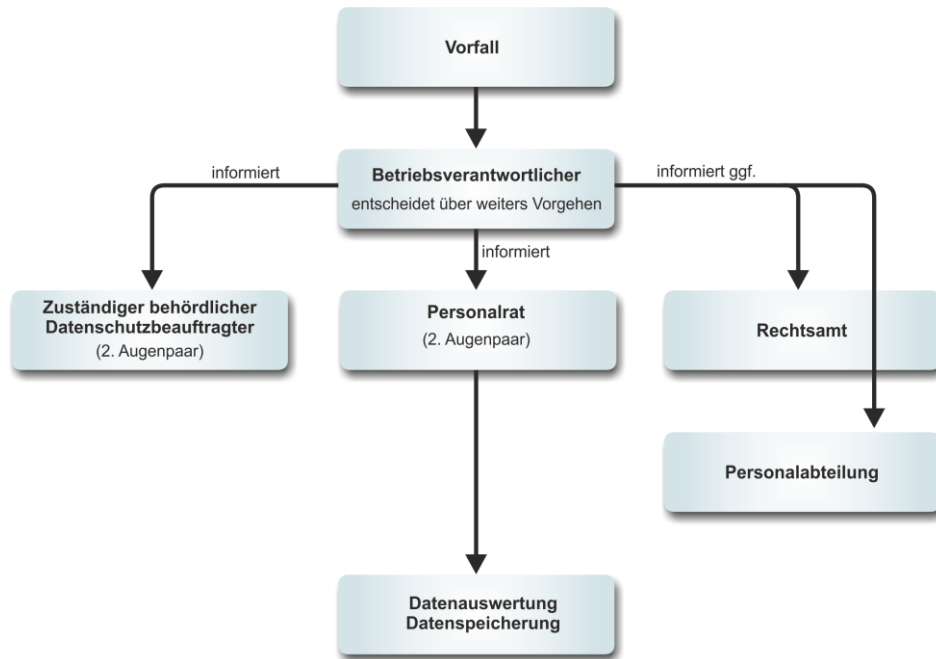 Vorfall
Betriebsverantwortlicher
entscheidet über weiters Vorgehen
informiert
informiert ggf.
informiert
Zuständiger behördlicher
Datenschutzbeauftragter
(2. Augenpaar)
Personalrat
(2. Augenpaar)
Rechtsamt
Personalabteilung
Datenauswertung
Datenspeicherung